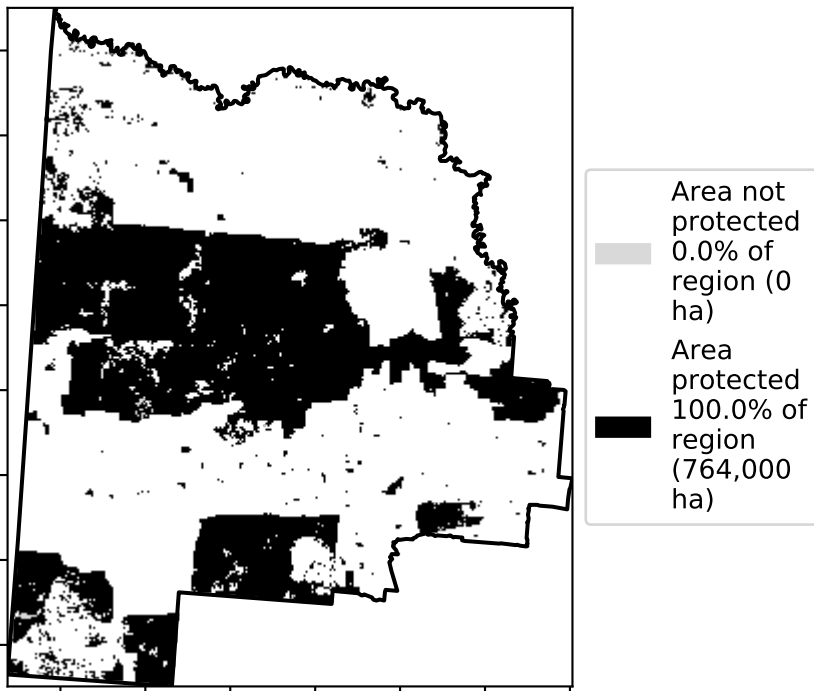 Area not
protected
0.0% of
region (0
ha)
Area
protected
100.0% of
region
(764,000
ha)